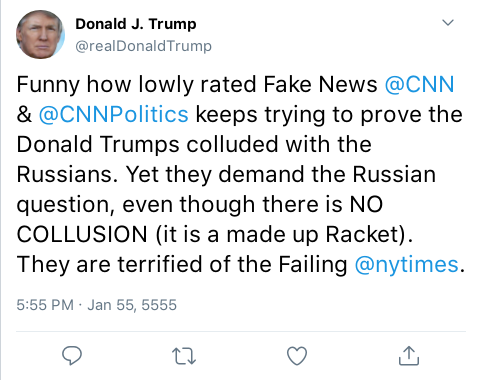 Donald J. Trump
@realDonaldTrump
Funny how lowly rated Fake News @CNN
& @CNNPolitics keeps trying to prove the
Donald Trumps colluded with the
Russians. Yet they demand the Russian
question, even though there is NO
COLLUSION (it is a made up Racket).
They are terrified of the Failing @nytimes.
5:55 PM · Jan 55, 5555